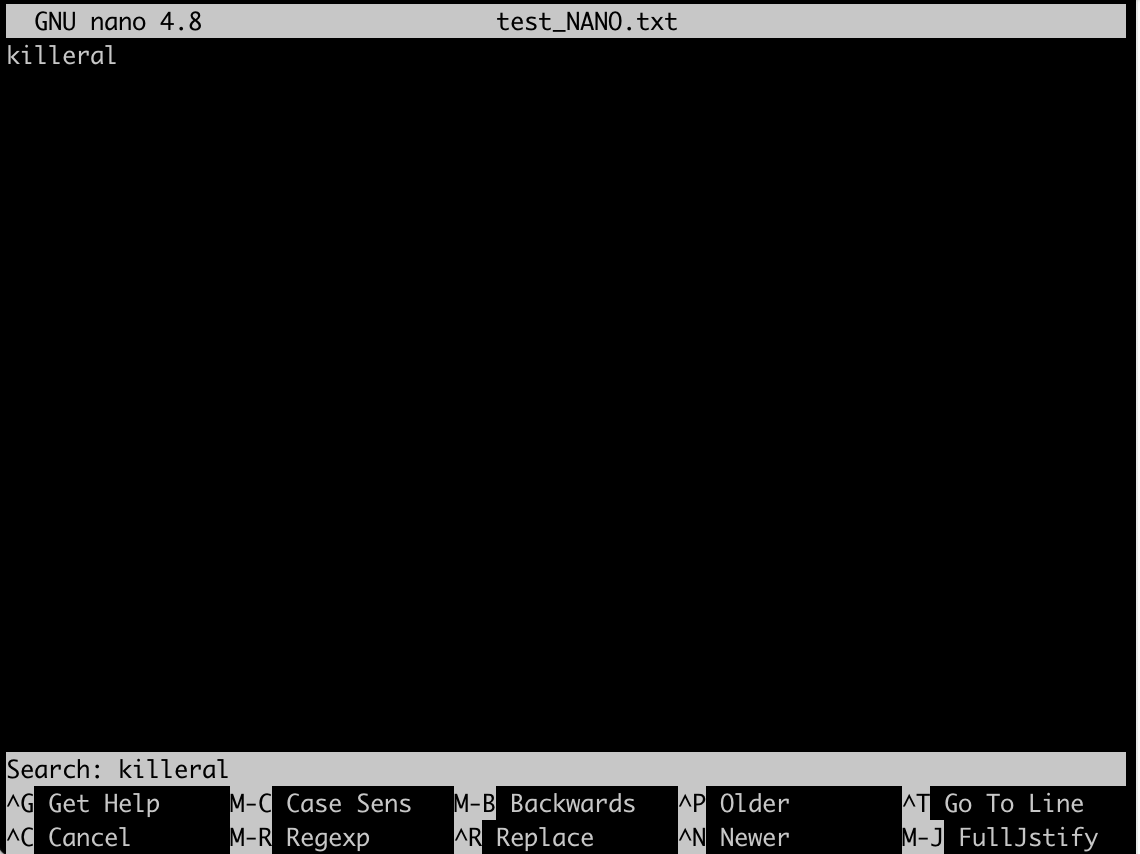 GNU nano 4.8 test_NANO.txt
killeral
Search: killeral
^G Get Help M-C Case Sens M-B Backwards ^P Older ^T Go To Line
^C Cancel M-R Regexp ^R Replace ^N Newer M-J FullJstify